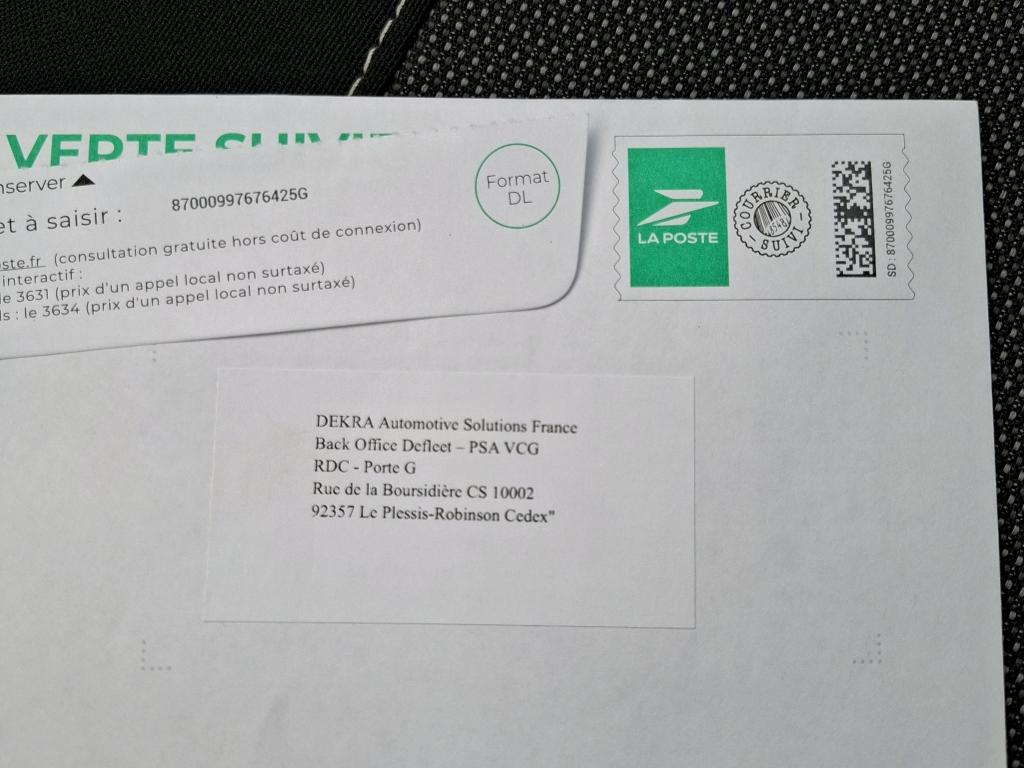 VERTE SUIVIE
nserver
et à saisir : 87000997676425G
oste.fr (consultation gratuite hors coût de connexion)
interactif :
le 3631 (prix d'un appel local non surtaxé)
ls : le 3634 (prix d'un appel local non surtaxé)
Format
DL
LA POSTE
COURRIER
SUIVI
SD : 87000997676425G
DEKRA Automotive Solutions France
Back Office Defleet – PSA VCG
RDC - Porte G
Rue de la Boursidière CS 10002
92357 Le Plessis-Robinson Cedex"